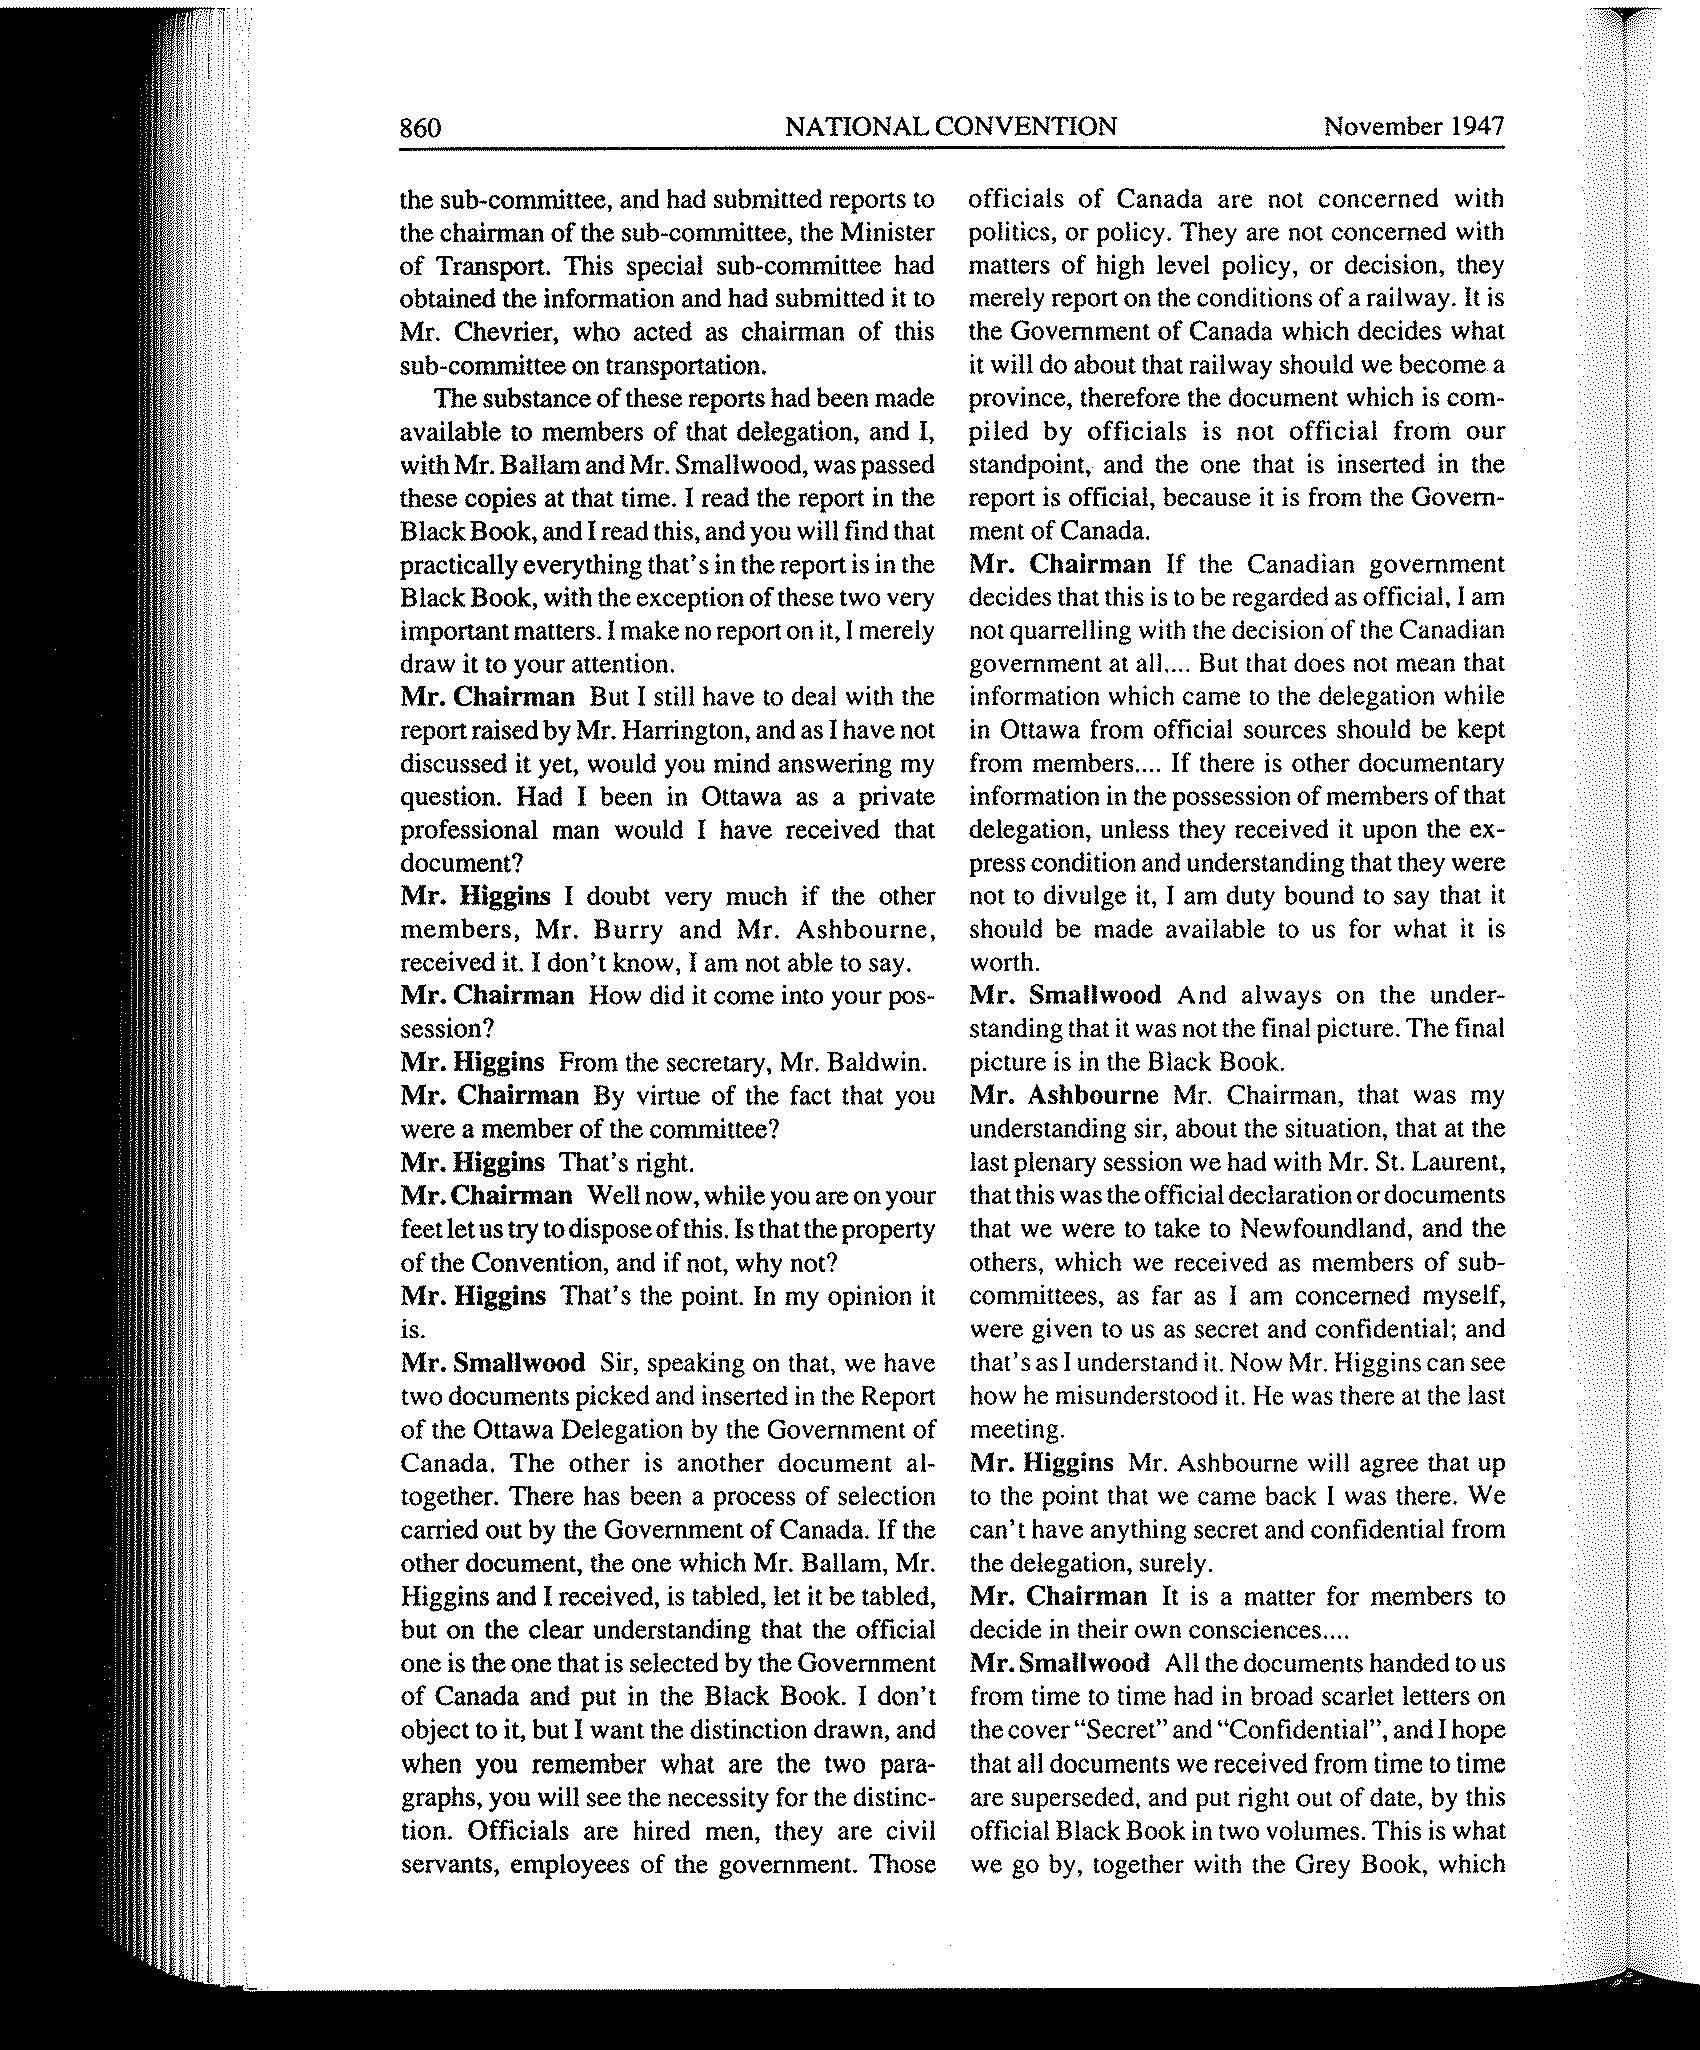 860 NATIONAL CONVENTION November 1947
the sub-committee, and had submitted reports to
the chairman of the sub-committee, the Minister
of Transport. This special sub-committee had
obtained the information and had submitted it to
Mr. Chevrier, who acted as chairman of this
sub-committee on transportation.
The substance of these reports had been made
available to members of that delegation, and I,
with Mr. Ballam and Mr. Smallwood, was passed
these copies at that time. I read the report in the
Black Book, and I read this, and you will find that
practically everything that's in the report is in the
Black Book, with the exception of these two very
important matters. I make no report on it, I merely
draw it to your attention.
Mr. Chairman But I still have to deal with the
report raised by Mr. Harrington, and as I have not
discussed it yet, would you mind answering my
question. Had I been in Ottawa as a private
professional man would I have received that
document?
Mr. Higgins I doubt very much if the other
members, Mr. Burry and Mr. Ashbourne,
received it. I don't know, I am not able to say.
Mr. Chairman How did it come into your pos-
session?
Mr. Higgins From the secretary, Mr. Baldwin.
Mr. Chairman By virtue of the fact that you
were a member of the committee?
Mr. Higgins That's right.
Mr. Chairman Well now, while you are on your
feet let us try to dispose of this. Is that the property
of the Convention, and if not, why not?
Mr. Higgins That's the point. In my opinion it
is.
Mr. Smallwood Sir, speaking on that, we have
two documents picked and inserted in the Report
of the Ottawa Delegation by the Government of
Canada. The other is another document al-
together. There has been a process of selection
carried out by the Government of Canada. If the
other document, the one which Mr. Ballam, Mr.
Higgins and I received, is tabled, let it be tabled,
but on the clear understanding that the official
one is the one that is selected by the Government
of Canada and put in the Black Book. I don't
object to it, but I want the distinction drawn, and
when you remember what are the two para-
graphs, you will see the necessity for the distinc-
tion. Officials are hired men, they are civil
servants, employees of the government. Those
officials of Canada are not concerned with
politics, or policy. They are not concerned with
matters of high level policy, or decision, they
merely report on the conditions of a railway. It is
the Government of Canada which decides what
it will do about that railway should we become a
province, therefore the document which is com-
piled by officials is not official from our
standpoint, and the one that is inserted in the
report is official, because it is from the Govern-
ment of Canada.
Mr. Chairman If the Canadian government
decides that this is to be regarded as official, I am
not quarrelling with the decision of the Canadian
government at all.... But that does not mean that
information which came to the delegation while
in Ottawa from official sources should be kept
from members.... If there is other documentary
information in the possession of members of that
delegation, unless they received it upon the ex-
press condition and understanding that they were
not to divulge it, I am duty bound to say that it
should be made available to us for what it is
worth.
Mr. Smallwood And always on the under-
standing that it was not the final picture. The final
picture is in the Black Book.
Mr. Ashbourne Mr. Chairman, that was my
understanding sir, about the situation, that at the
last plenary session we had with Mr. St. Laurent,
that this was the official declaration or documents
that we were to take to Newfoundland, and the
others, which we received as members of sub-
committees, as far as I am concerned myself,
were given to us as secret and confidential; and
that's as I understand it. Now Mr. Higgins can see
how he misunderstood it. He was there at the last
meeting.
Mr. Higgins Mr. Ashbourne will agree that up
to the point that we came back I was there. We
can't have anything secret and confidential from
the delegation, surely.
Mr. Chairman It is a matter for members to
decide in their own consciences....
Mr. Smallwood All the documents handed to us
from time to time had in broad scarlet letters on
the cover "Secret" and "Confidential", and I hope
that all documents we received from time to time
are superseded, and put right out of date, by this
official Black Book in two volumes. This is what
we go by, together with the Grey Book, which